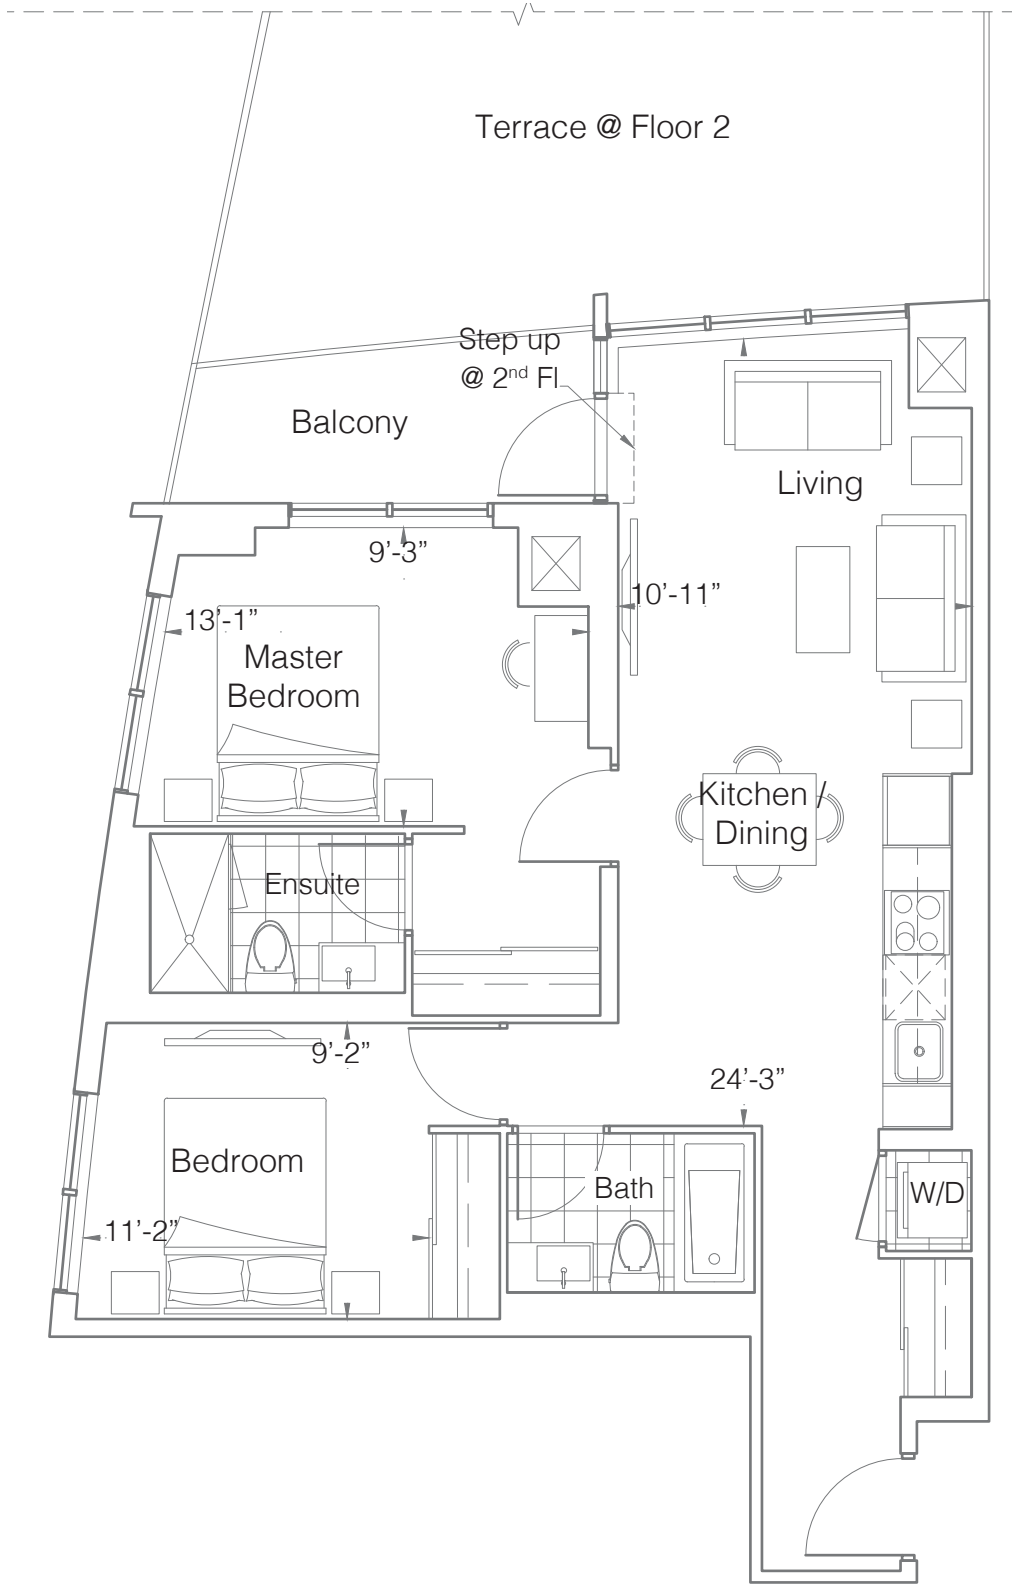 Terrace @ Floor 2
Step up
@ 2nd Fl
Balcony
Living
9’-3”
13’-1”
10’-11”
Master
Bedroom
Kitchen /
Dining
Ensuite
9’-2”
24’-3”
Bedroom
Bath
W/D
11’-2”